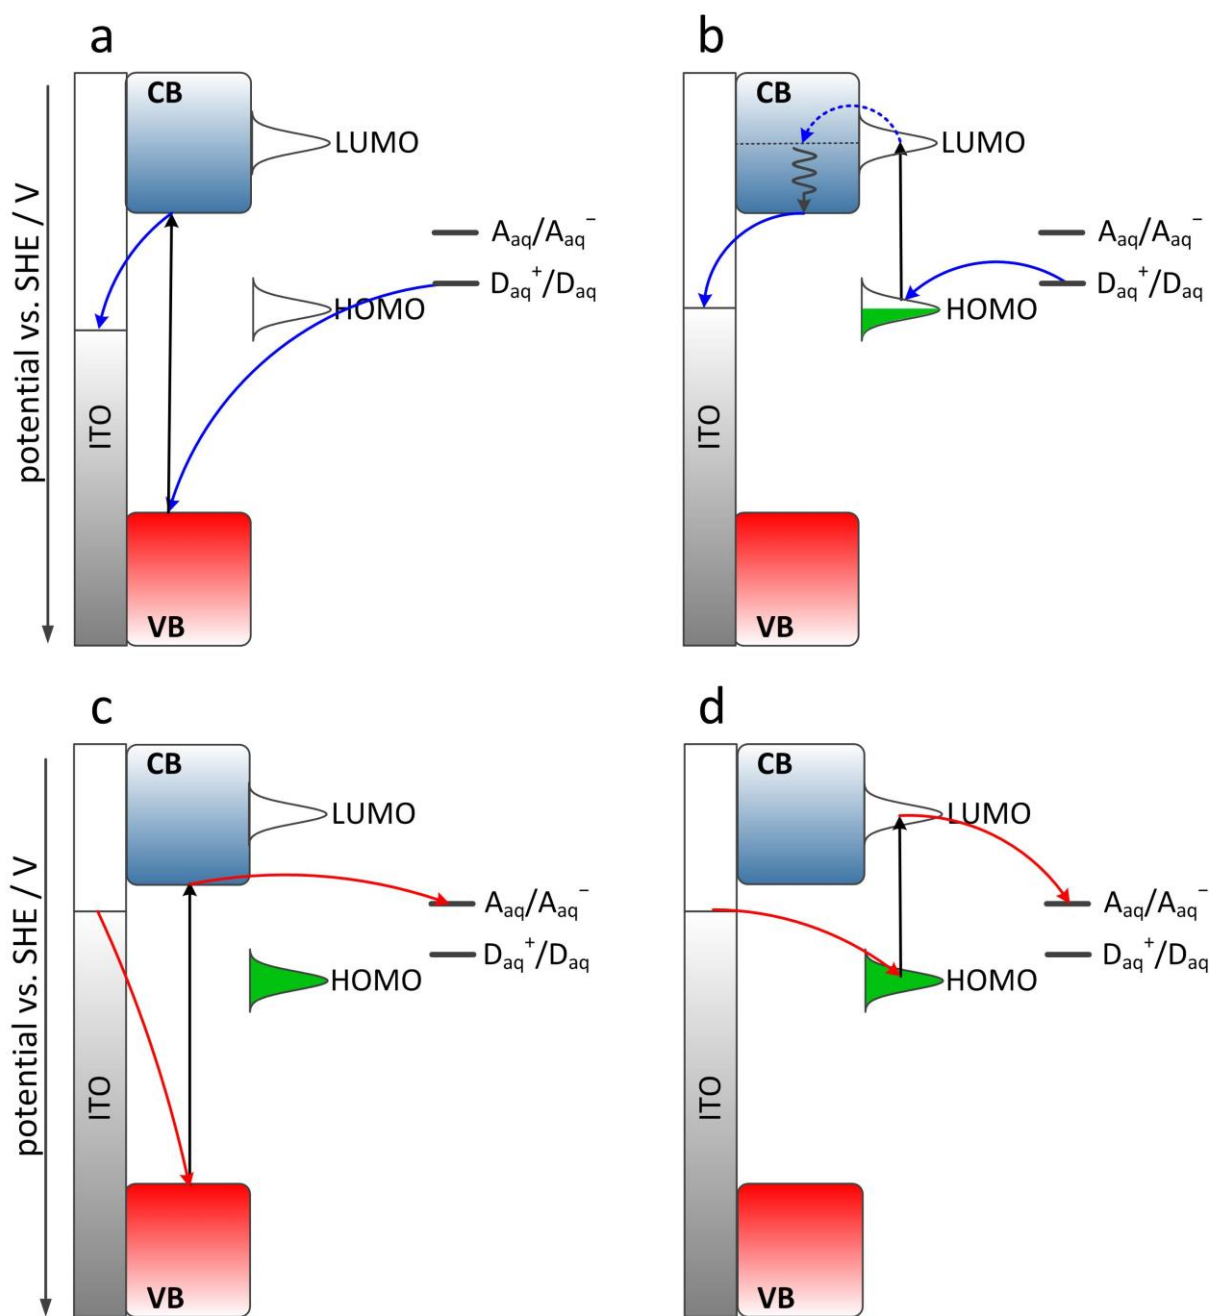 a
potential vs. SHE / V
CB
LUMO
A_aq/A_aq⁻
D_aq⁺/D_aq
HOMO
ITO
VB
b
CB
LUMO
A_aq/A_aq⁻
D_aq⁺/D_aq
HOMO
ITO
VB
c
potential vs. SHE / V
CB
LUMO
A_aq/A_aq⁻
D_aq⁺/D_aq
HOMO
ITO
VB
d
CB
LUMO
A_aq/A_aq⁻
D_aq⁺/D_aq
HOMO
ITO
VB